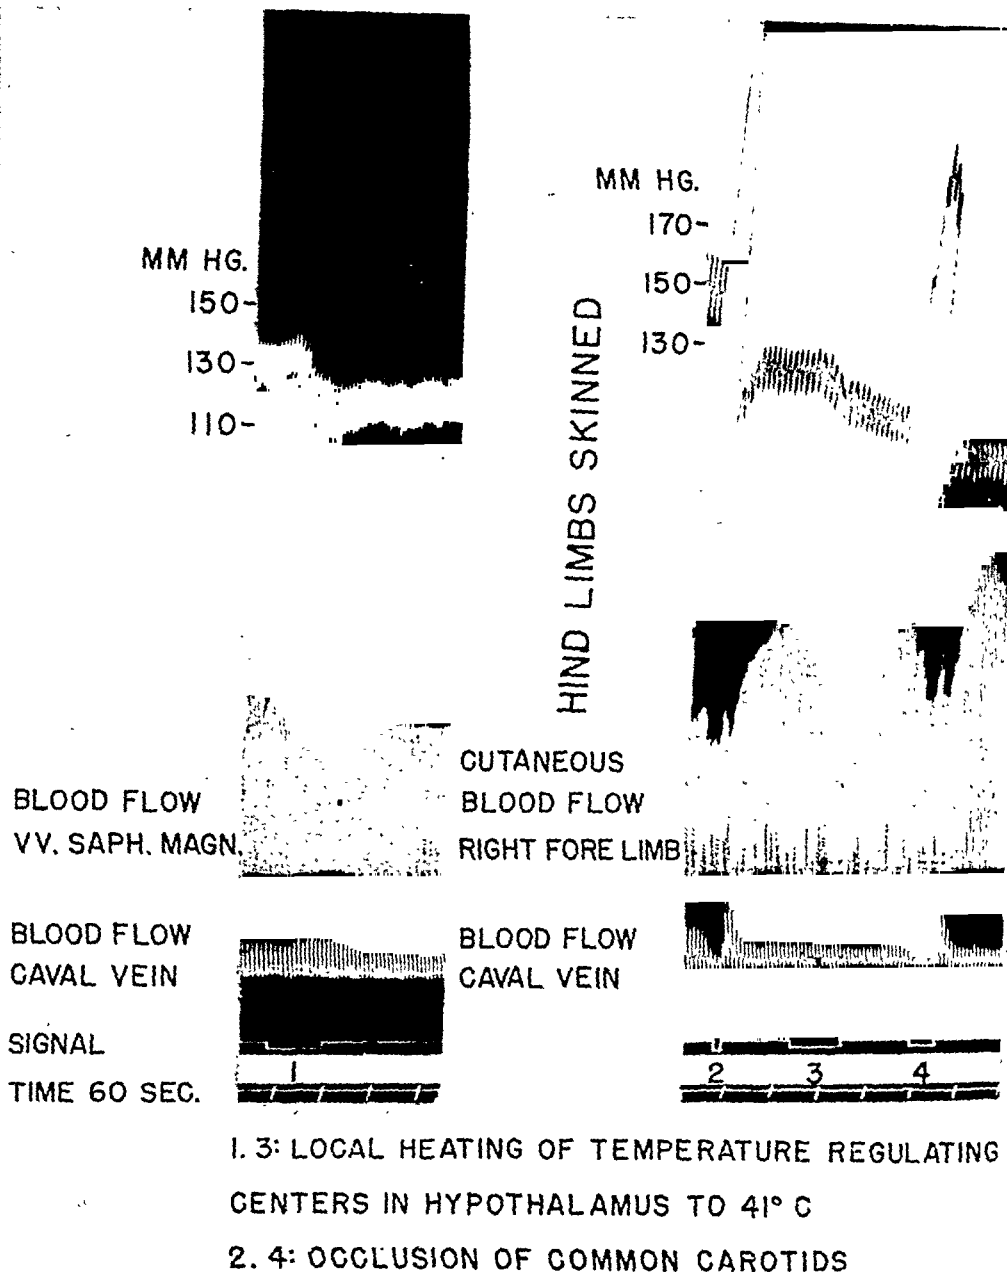 MM HG.
150-
130-
110-
HIND LIMBS SKINNED
MM HG.
170-
150-
130-
BLOOD FLOW
VV. SAPH. MAGN.
CUTANEOUS
BLOOD FLOW
RIGHT FORE LIMB
BLOOD FLOW
CAVAL VEIN
BLOOD FLOW
CAVAL VEIN
SIGNAL
TIME 60 SEC.
1
2 3 4
1. 3: LOCAL HEATING OF TEMPERATURE REGULATING
CENTERS IN HYPOTHALAMUS TO 41° C
2. 4: OCCLUSION OF COMMON CAROTIDS